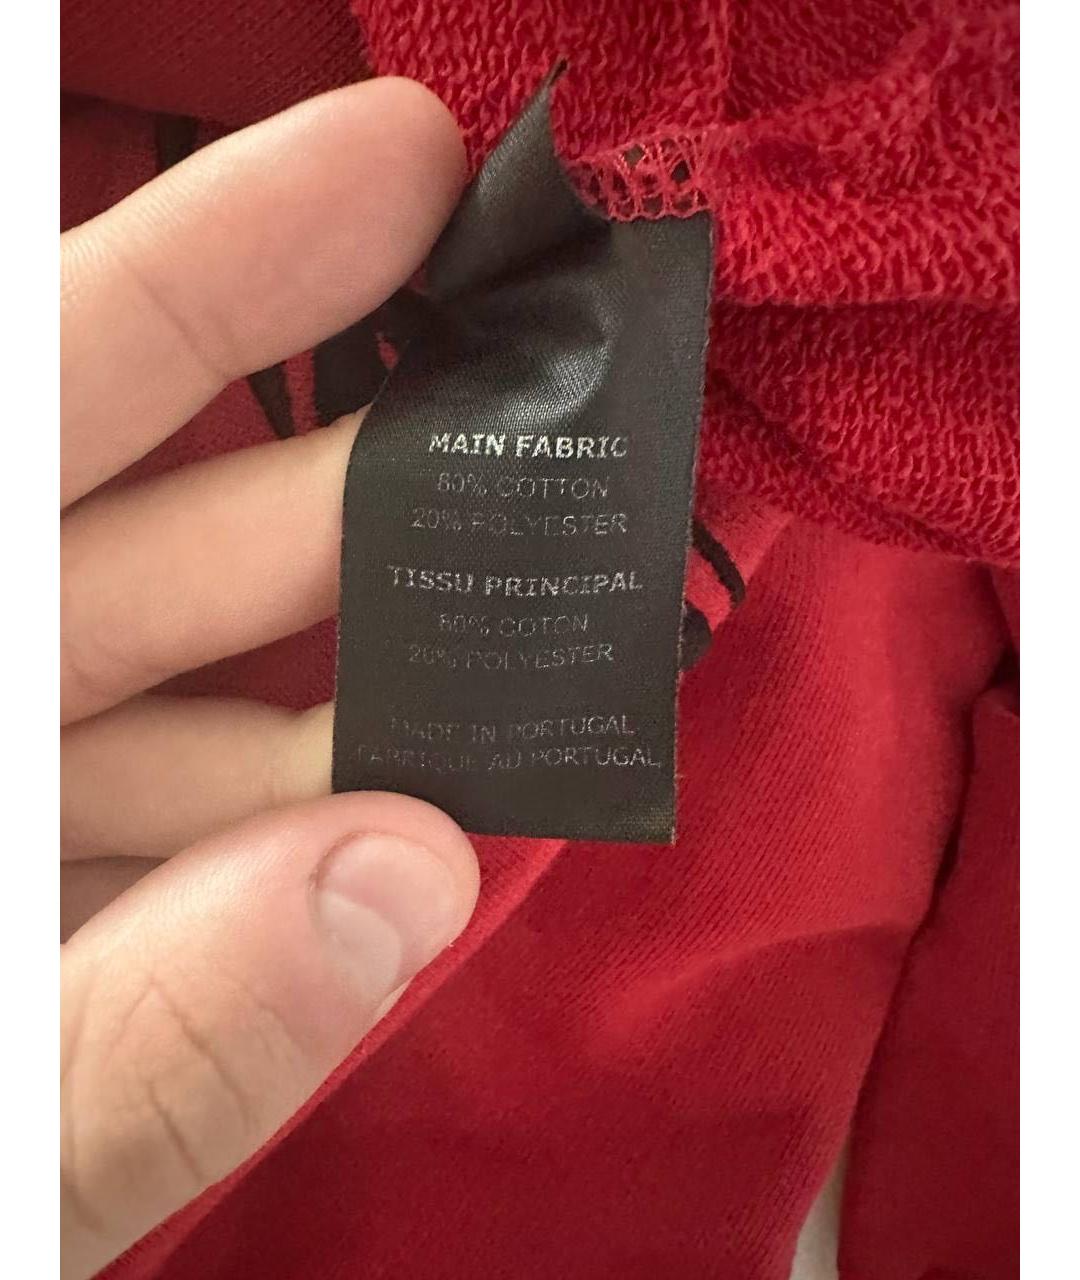 MAIN FABRIC
80% COTTON
20% POLYESTER
TISSU PRINCIPAL
80% COTON
20% POLYESTER
MADE IN PORTUGAL
FABRIQUE AU PORTUGAL